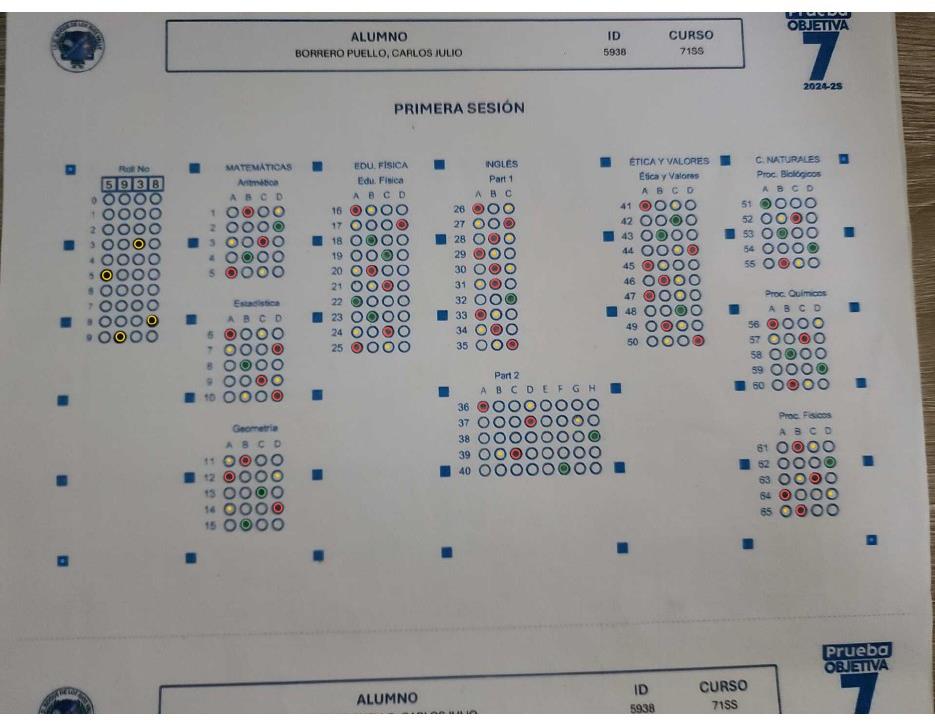 Prueba
OBJETIVA
7
2024-2S
ALUMNO ID CURSO
BORRERO PUELLO, CARLOS JULIO 5938 71SS
PRIMERA SESIÓN
Roll No
5 9 3 8
0
1
2
3
4
5
6
7
8
9
MATEMÁTICAS
Aritmética
A B C D
1
2
3
4
5
Estadística
A B C D
6
7
8
9
10
Geometría
A B C D
11
12
13
14
15
EDU. FÍSICA
Edu. Física
A B C D
16
17
18
19
20
21
22
23
24
25
INGLÉS
Part 1
A B C
26
27
28
29
30
31
32
33
34
35
Part 2
A B C D E F G H
36
37
38
39
40
ÉTICA Y VALORES
Ética y Valores
A B C D
41
42
43
44
45
46
47
48
49
50
C. NATURALES
Proc. Biológicos
A B C D
51
52
53
54
55
Proc. Químicos
A B C D
56
57
58
59
60
Proc. Físicos
A B C D
61
62
63
64
65
Prueba
OBJETIVA
7
ALUMNO ID CURSO
5938 71SS